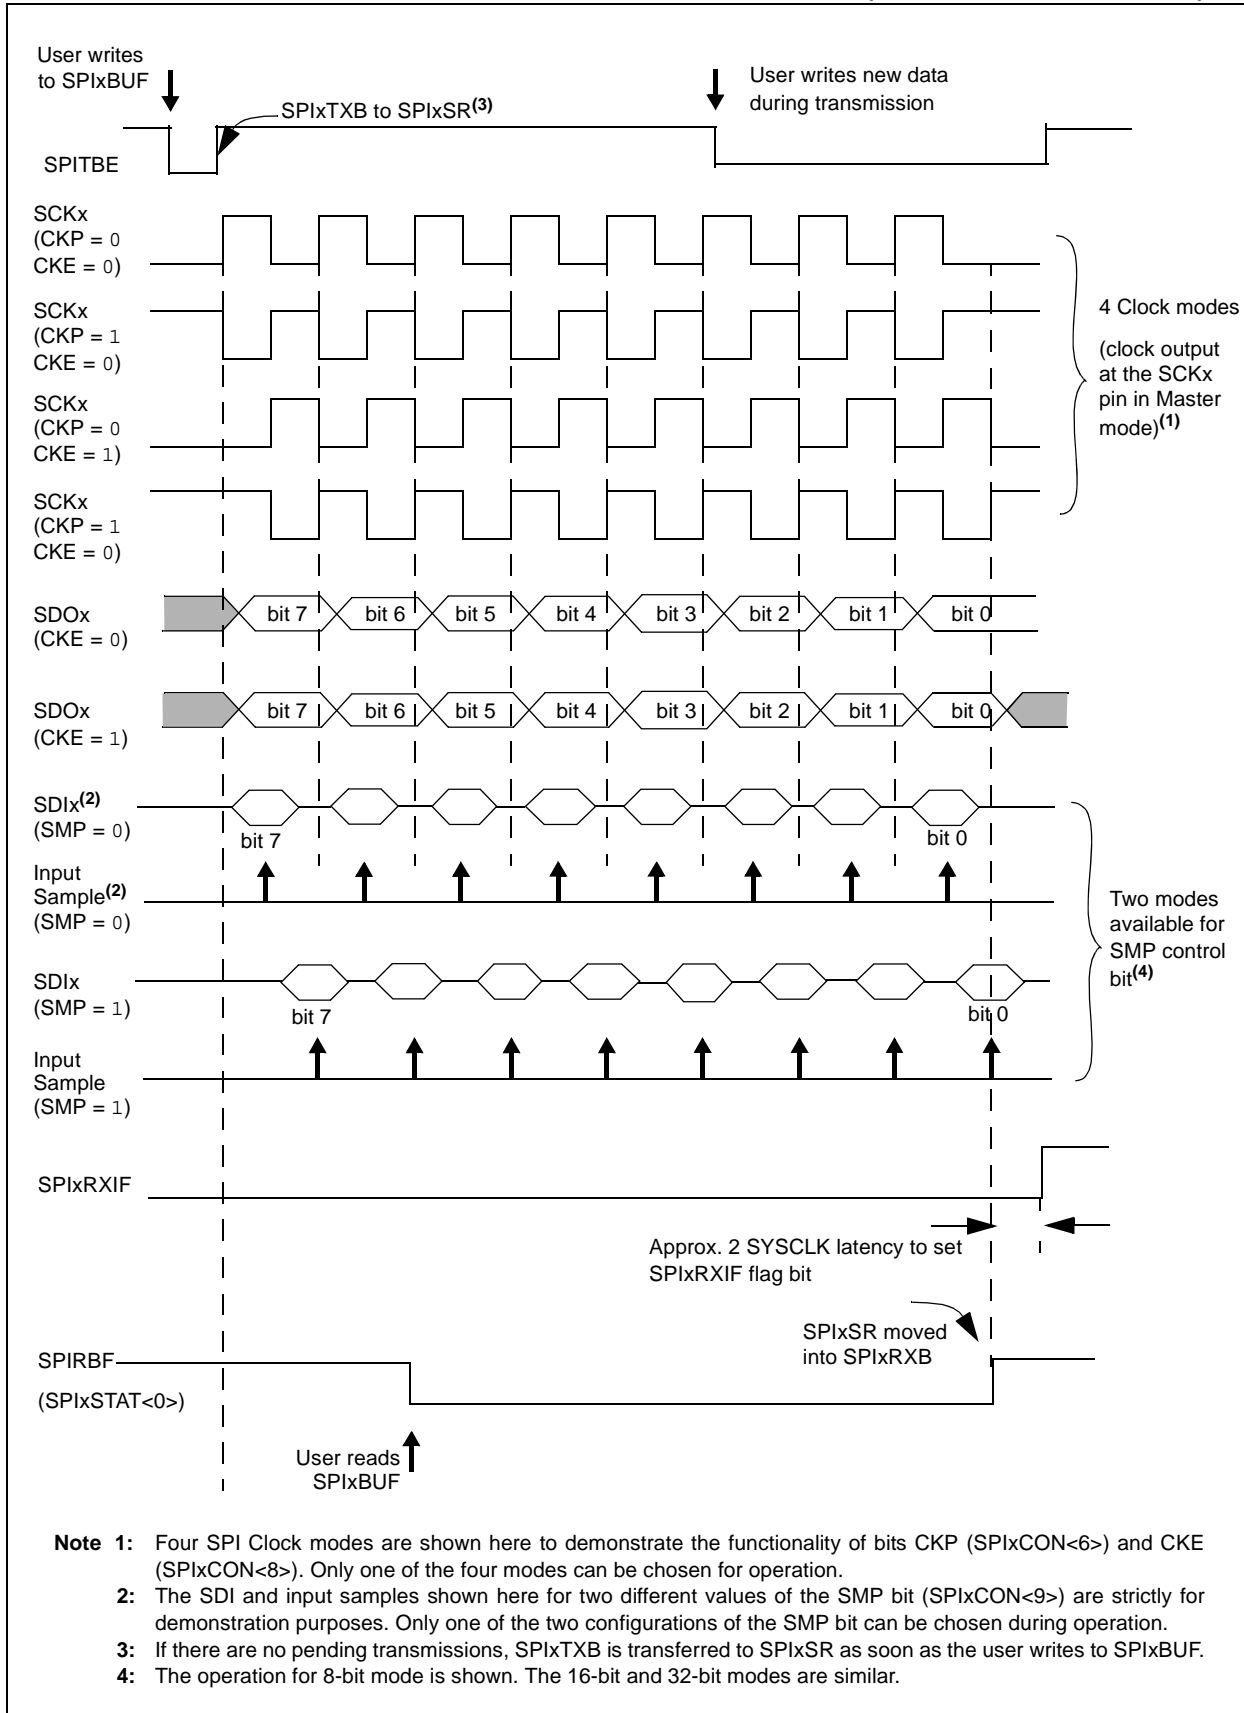 User writes
to SPIxBUF
User writes new data
during transmission
SPIxTXB to SPIxSR(3)
SPITBE
SCKx
(CKP = 0
CKE = 0)
SCKx
(CKP = 1
CKE = 0)
4 Clock modes
(clock output
at the SCKx
pin in Master
mode)(1)
SCKx
(CKP = 0
CKE = 1)
SCKx
(CKP = 1
CKE = 0)
SDOx
(CKE = 0)
bit 7 bit 6 bit 5 bit 4 bit 3 bit 2 bit 1 bit 0
SDOx
(CKE = 1)
bit 7 bit 6 bit 5 bit 4 bit 3 bit 2 bit 1 bit 0
SDIx(2)
(SMP = 0)
bit 7 bit 0
Input
Sample(2)
(SMP = 0)
Two modes
available for
SMP control
bit(4)
SDIx
(SMP = 1)
bit 7 bit 0
Input
Sample
(SMP = 1)
SPIxRXIF
Approx. 2 SYSCLK latency to set
SPIxRXIF flag bit
SPIxSR moved
into SPIxRXB
SPIRBF
(SPIxSTAT<0>)
User reads
SPIxBUF
Note 1: Four SPI Clock modes are shown here to demonstrate the functionality of bits CKP (SPIxCON<6>) and CKE
(SPIxCON<8>). Only one of the four modes can be chosen for operation.
2: The SDI and input samples shown here for two different values of the SMP bit (SPIxCON<9>) are strictly for
demonstration purposes. Only one of the two configurations of the SMP bit can be chosen during operation.
3: If there are no pending transmissions, SPIxTXB is transferred to SPIxSR as soon as the user writes to SPIxBUF.
4: The operation for 8-bit mode is shown. The 16-bit and 32-bit modes are similar.